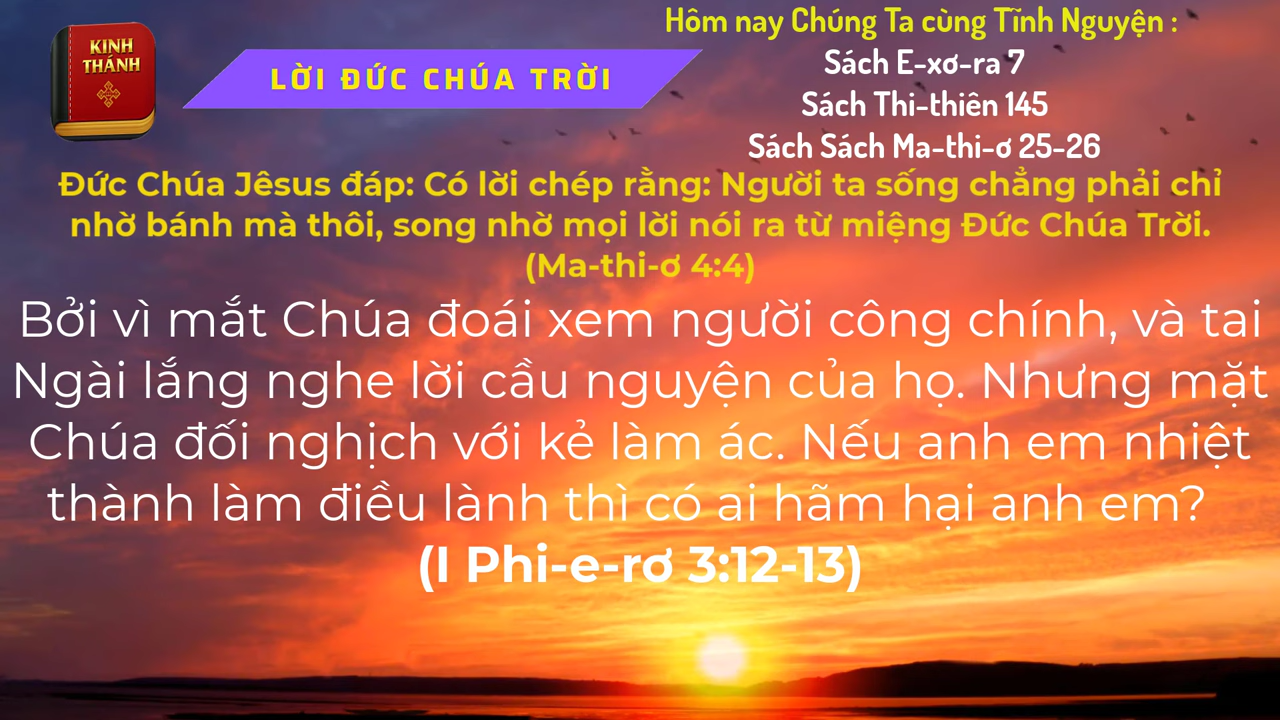 KINH
THÁNH
LỜI ĐỨC CHÚA TRỜI
Hôm nay Chúng Ta cùng Tĩnh Nguyện :
Sách E-xơ-ra 7
Sách Thi-thiên 145
Sách Sách Ma-thi-ơ 25-26
Đức Chúa Jêsus đáp: Có lời chép rằng: Người ta sống chẳng phải chỉ
nhờ bánh mà thôi, song nhờ mọi lời nói ra từ miệng Đức Chúa Trời.
(Ma-thi-ơ 4:4)
Bởi vì mắt Chúa đoái xem người công chính, và tai
Ngài lắng nghe lời cầu nguyện của họ. Nhưng mặt
Chúa đối nghịch với kẻ làm ác. Nếu anh em nhiệt
thành làm điều lành thì có ai hãm hại anh em?
(I Phi-e-rơ 3:12-13)